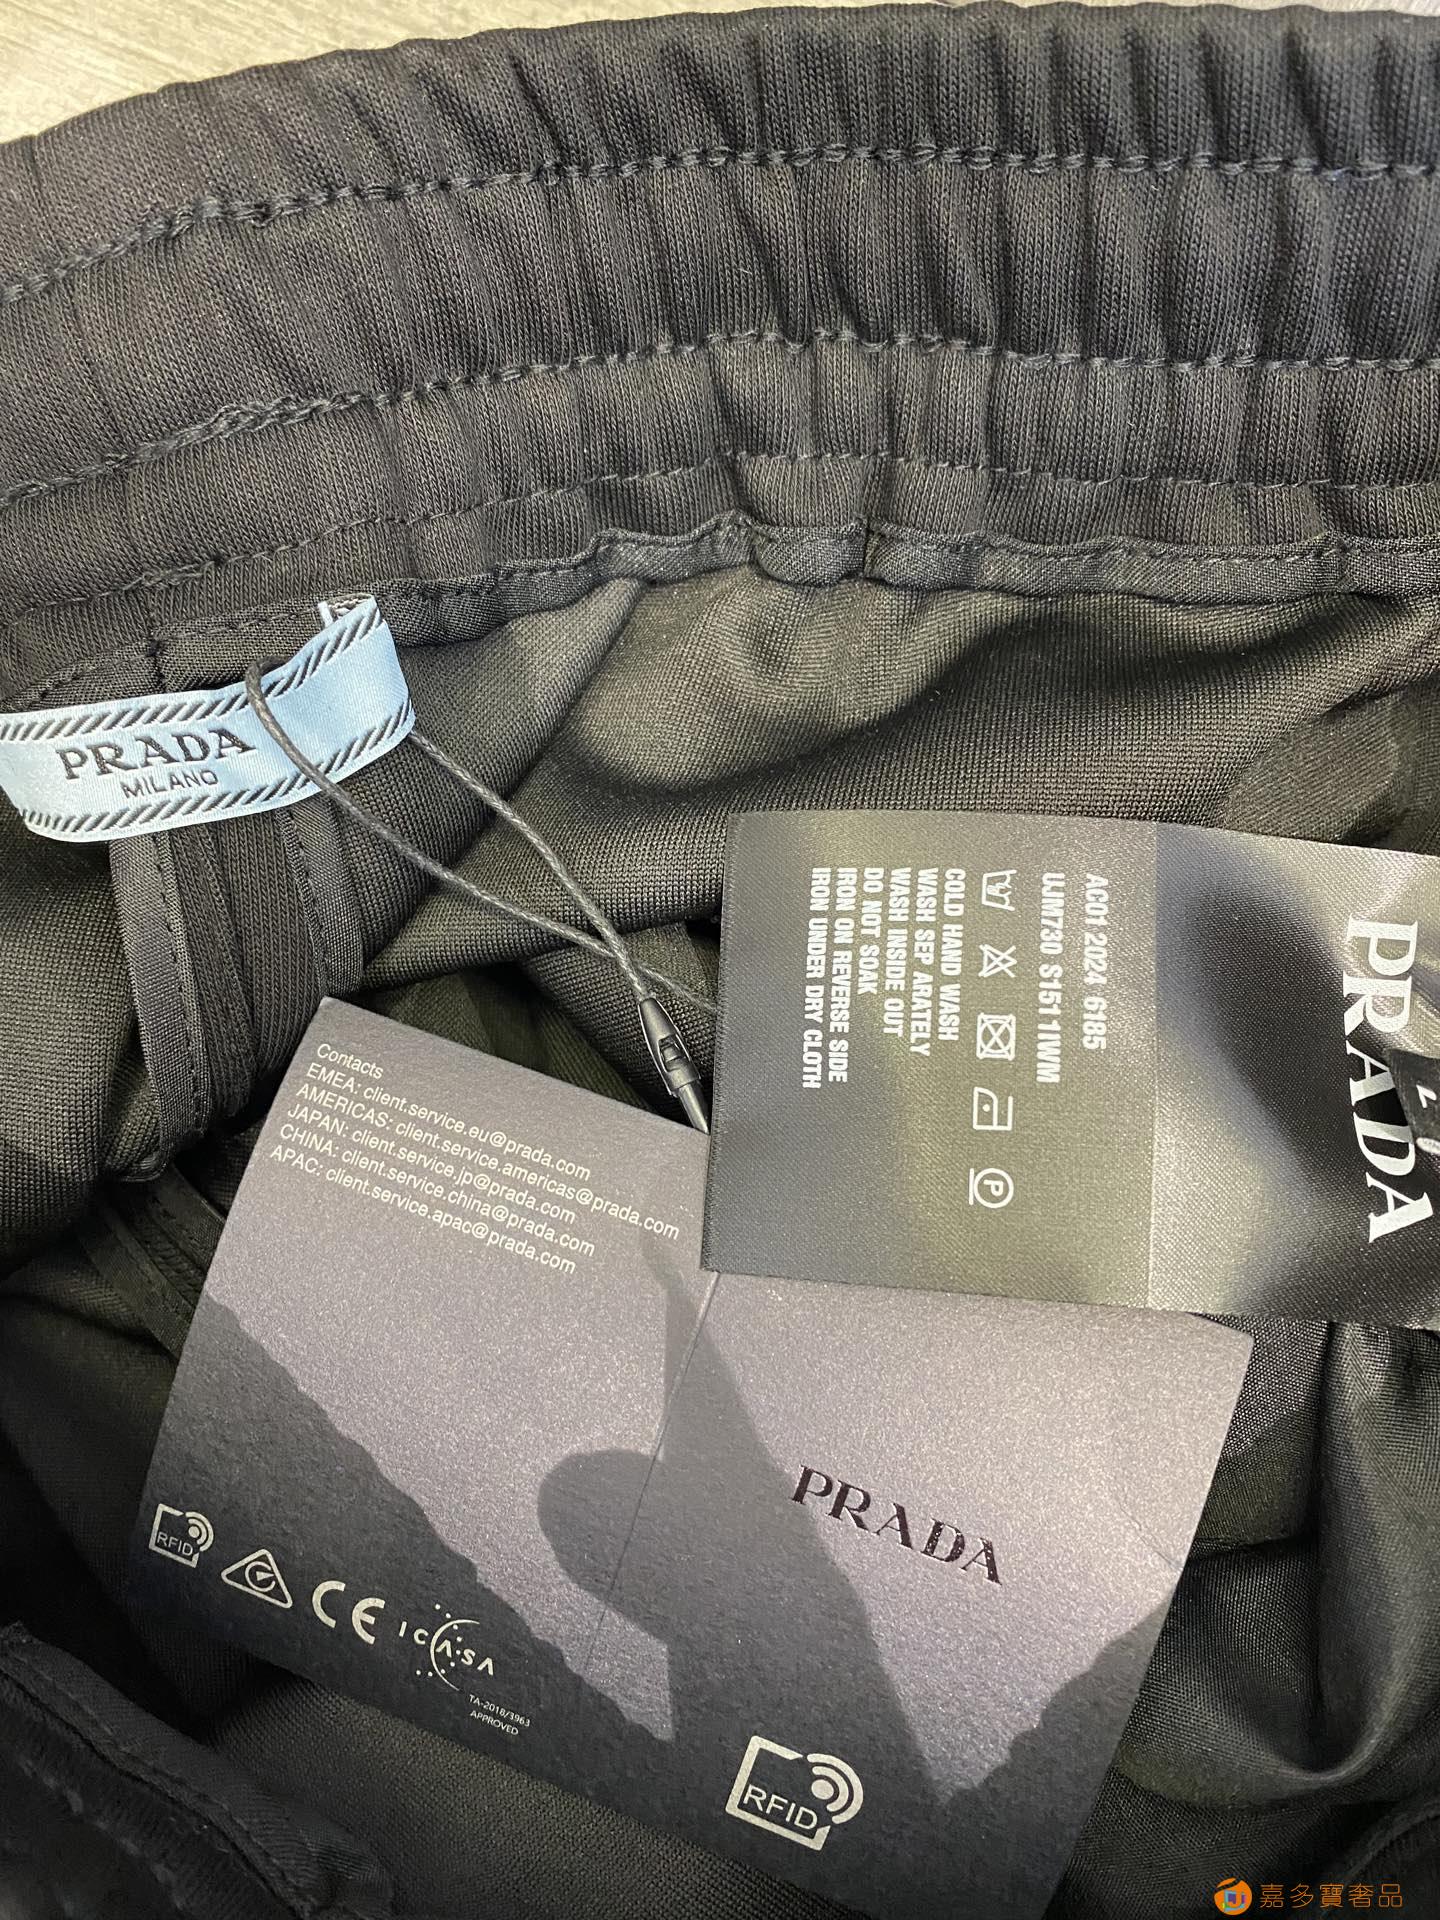 PRADA
MILANO
AC01 2024 6185
UJM730 S151 1WM
COLD HAND WASH
WASH SEP ARATELY
WASH INSIDE OUT
DO NOT SOAK
IRON ON REVERSE SIDE
IRON UNDER DRY CLOTH
P
PRADA
L
Contacts
EMEA: client.service.eu@prada.com
AMERICAS: client.service.americas@prada.com
JAPAN: client.service.jp@prada.com
CHINA: client.service.china@prada.com
APAC: client.service.apac@prada.com
RFID
CE
ICASA
TA-2018/3963
APPROVED
PRADA
RFID
嘉多寶奢品